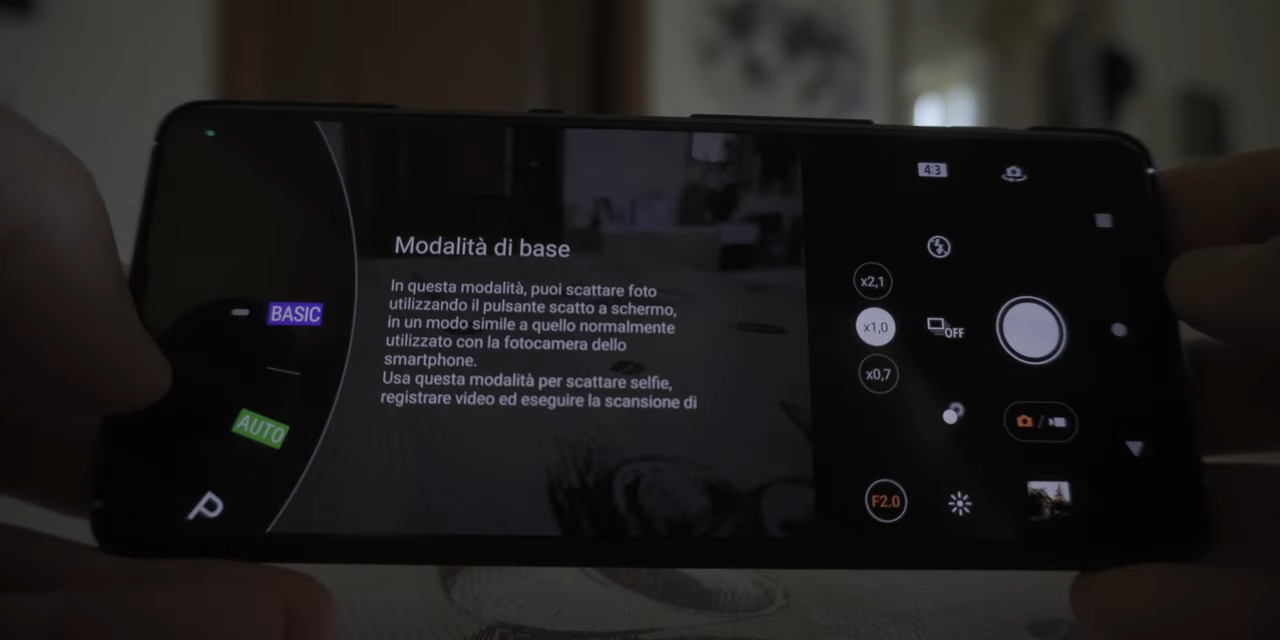 Modalità di base
In questa modalità, puoi scattare foto
utilizzando il pulsante scatto a schermo,
in un modo simile a quello normalmente
utilizzato con la fotocamera dello
smartphone.
Usa questa modalità per scattare selfie,
registrare video ed eseguire la scansione di
BASIC
AUTO
P
4:3
x2,1
x1,0
OFF
x0,7
F2.0